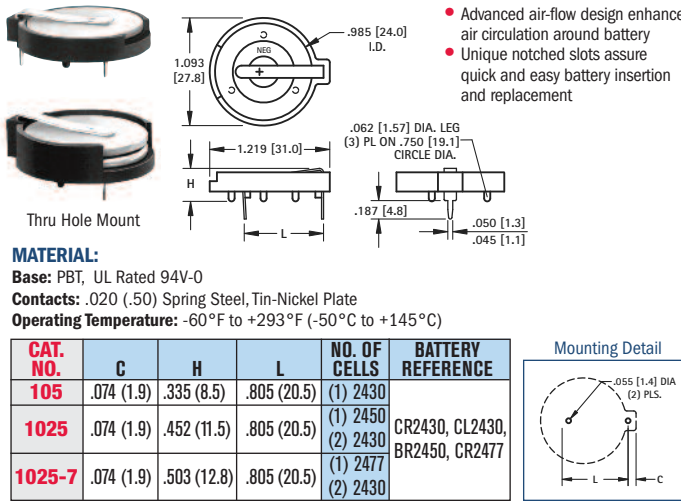 Advanced air-flow design enhance
air circulation around battery
Unique notched slots assure
quick and easy battery insertion
and replacement
.985 [24.0]
I.D.
1.093
[27.8]
NEG
+
C
C
C
.062 [1.57] DIA. LEG
(3) PL ON .750 [19.1]
CIRCLE DIA.
1.219 [31.0]
H
L
.187 [4.8]
.050 [1.3]
.045 [1.1]
Thru Hole Mount
MATERIAL:
Base: PBT, UL Rated 94V-0
Contacts: .020 (.50) Spring Steel, Tin-Nickel Plate
Operating Temperature: -60°F to +293°F (-50°C to +145°C)
CAT. NO. C H L NO. OF CELLS BATTERY REFERENCE
105 .074 (1.9) .335 (8.5) .805 (20.5) (1) 2430
1025 .074 (1.9) .452 (11.5) .805 (20.5) (1) 2450
(2) 2430
1025-7 .074 (1.9) .503 (12.8) .805 (20.5) (1) 2477
(2) 2430
CR2430, CL2430,
BR2450, CR2477
Mounting Detail
.055 [1.4] DIA
(2) PLS.
L
C